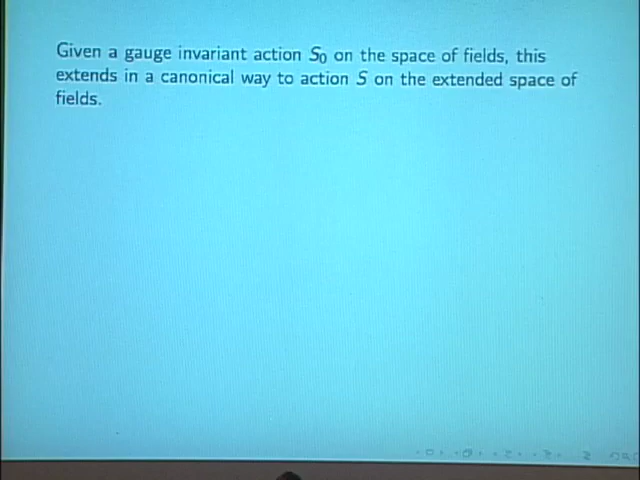 Given a gauge invariant action S₀ on the space of fields, this
extends in a canonical way to action S on the extended space of
fields.